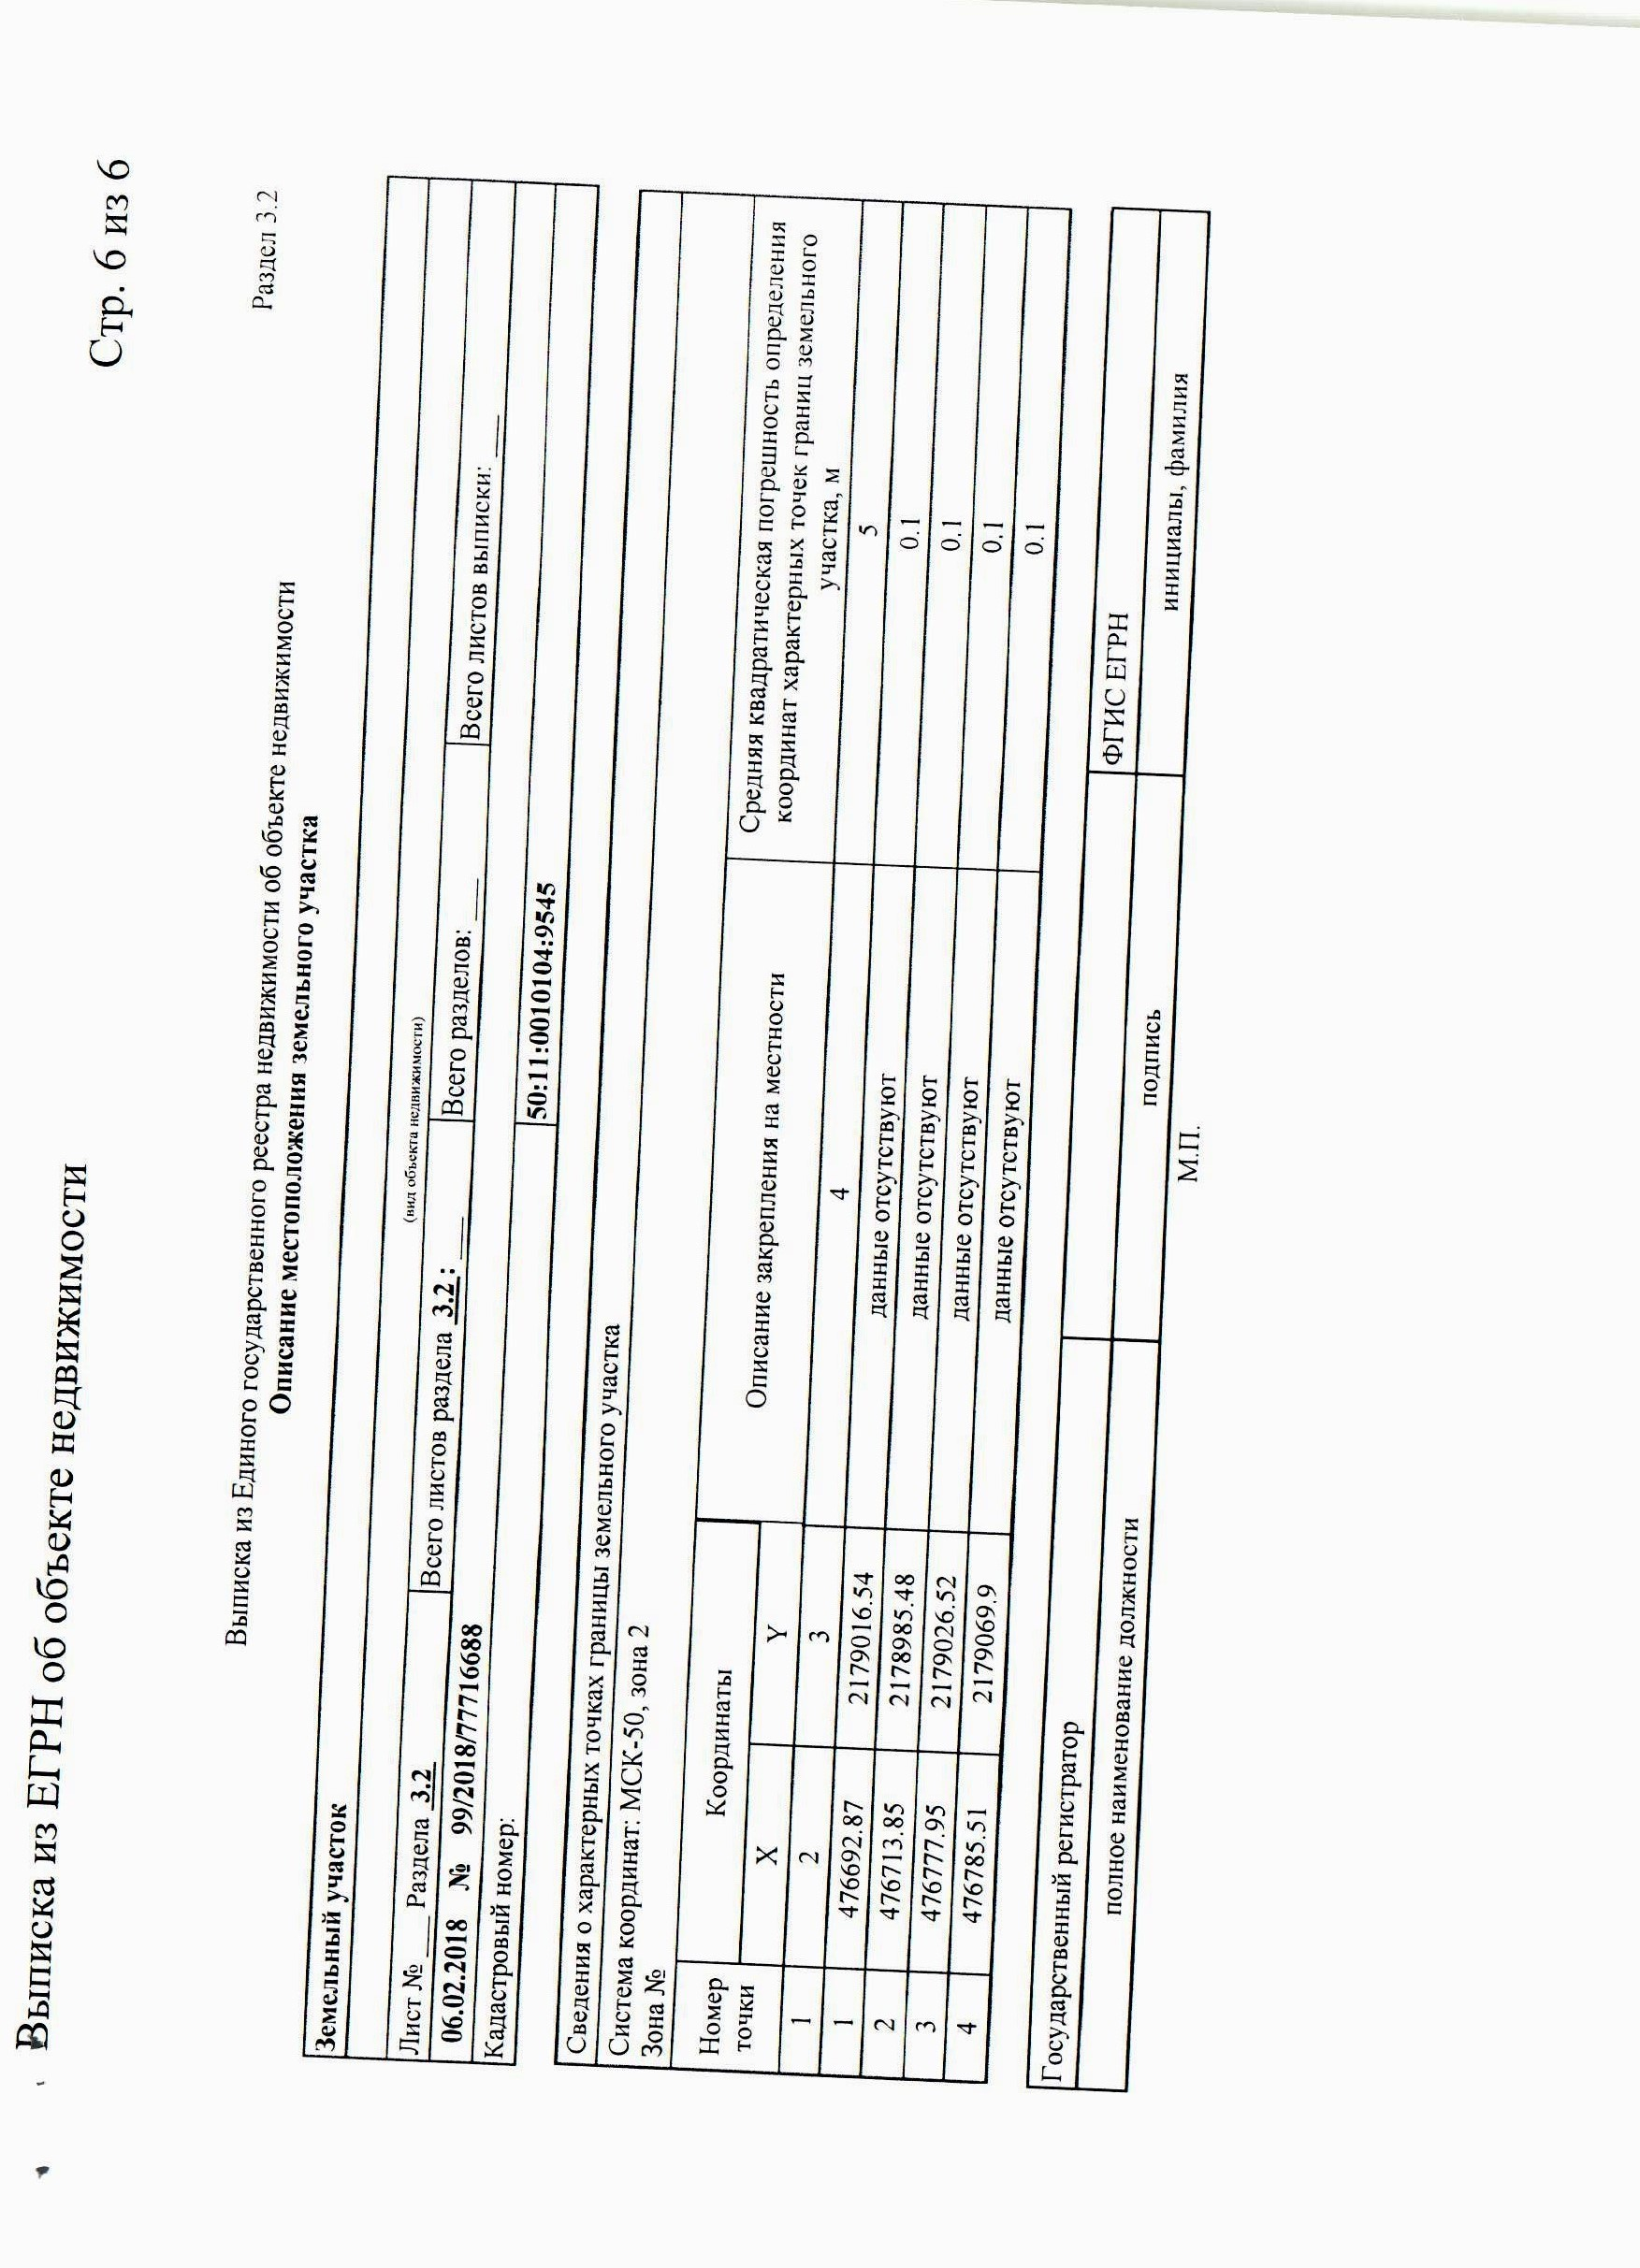 Выписка из ЕГРН об объекте недвижимости
Стр. 6 из 6
Раздел 3.2
Выписка из Единого государственного реестра недвижимости об объекте недвижимости
Описание местоположения земельного участка
Земельный участок
(вид объекта недвижимости)
Лист № ___ Раздела 3.2 Всего листов раздела 3.2 : ___ Всего разделов: ___ Всего листов выписки: ___
06.02.2018 № 99/2018/77716688
Кадастровый номер: 50:11:0010104:9545
Сведения о характерных точках границы земельного участка
Система координат: МСК-50, зона 2
Зона №
Номер точки
Координаты
X Y
Описание закрепления на местности
Средняя квадратическая погрешность определения
координат характерных точек границ земельного
участка, м
1 2 3 4 5
1 476692.87 2179016.54 данные отсутствуют 0.1
2 476713.85 2178985.48 данные отсутствуют 0.1
3 476777.95 2179026.52 данные отсутствуют 0.1
4 476785.51 2179069.9 данные отсутствуют 0.1
Государственный регистратор ФГИС ЕГРН
полное наименование должности подпись инициалы, фамилия
М.П.